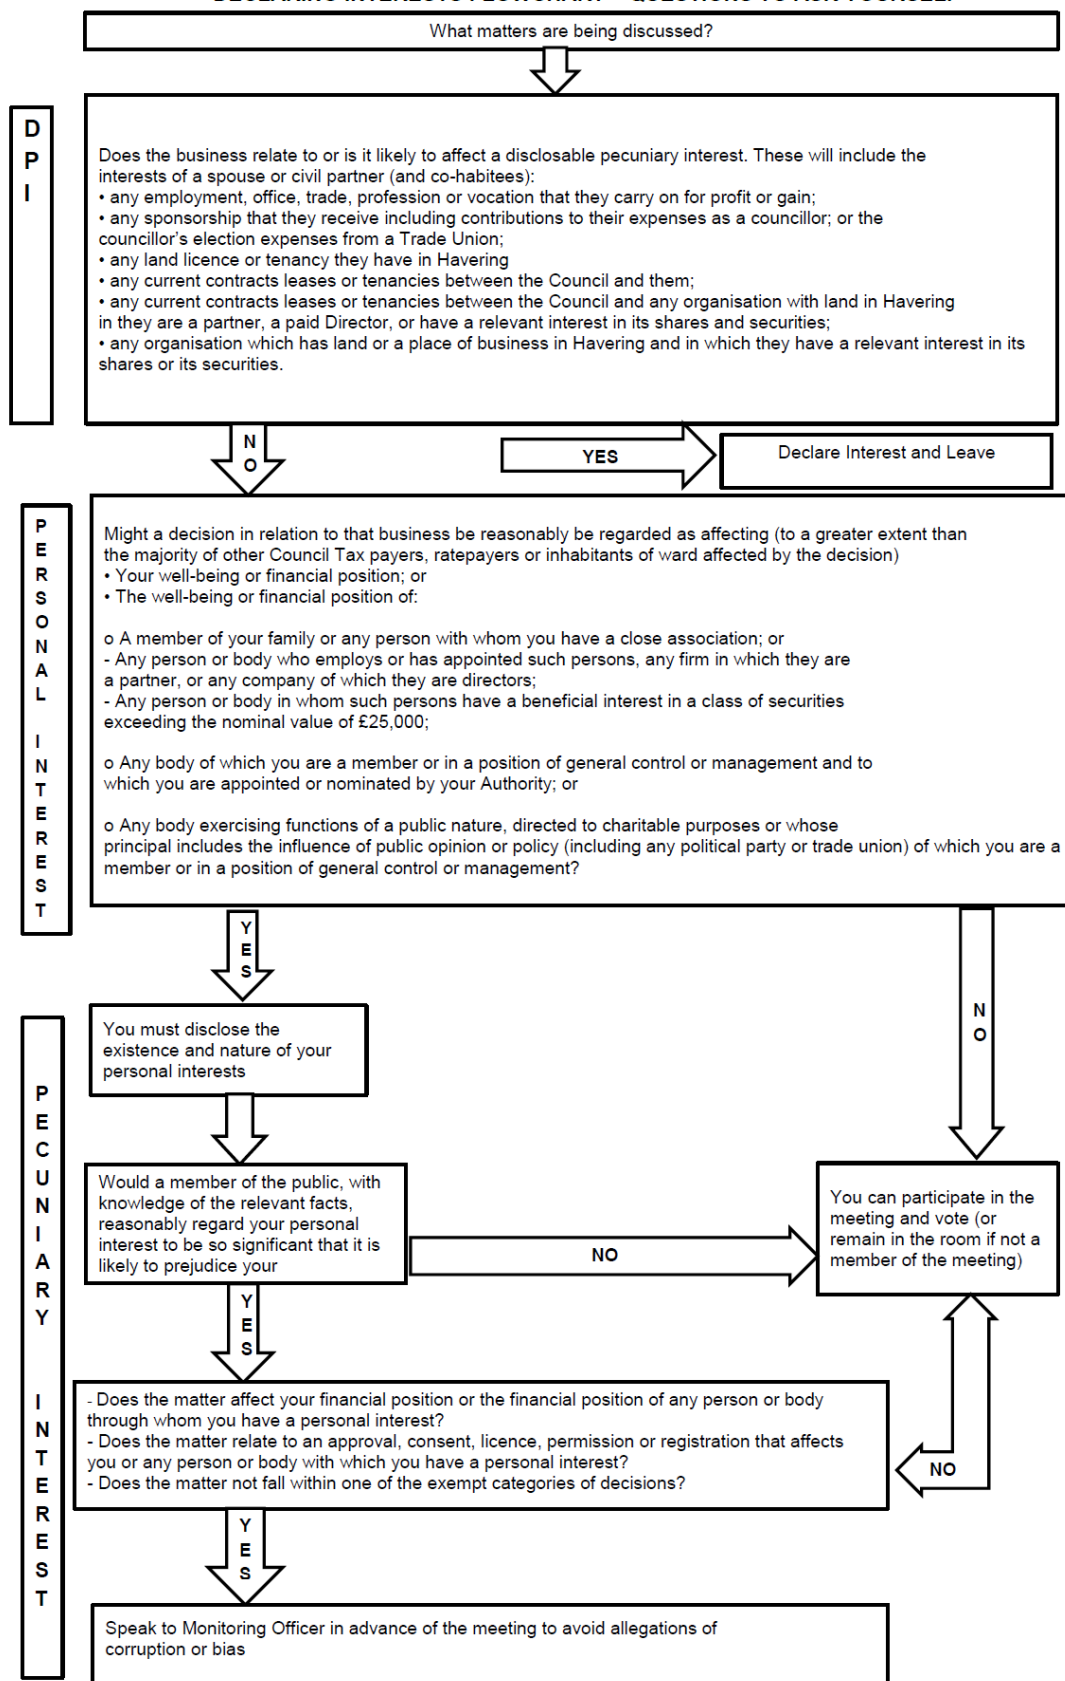 DECLARING INTERESTS FLOWCHART – QUESTIONS TO ASK YOURSELF
What matters are being discussed?
D
P
I
Does the business relate to or is it likely to affect a disclosable pecuniary interest. These will include the
interests of a spouse or civil partner (and co-habitees):
• any employment, office, trade, profession or vocation that they carry on for profit or gain;
• any sponsorship that they receive including contributions to their expenses as a councillor; or the
councillor's election expenses from a Trade Union;
• any land licence or tenancy they have in Havering
• any current contracts leases or tenancies between the Council and them;
• any current contracts leases or tenancies between the Council and any organisation with land in Havering
in they are a partner, a paid Director, or have a relevant interest in its shares and securities;
• any organisation which has land or a place of business in Havering and in which they have a relevant interest in its
shares or its securities.
N
O
YES
Declare Interest and Leave
P
E
R
S
O
N
A
L
I
N
T
E
R
E
S
T
Might a decision in relation to that business be reasonably be regarded as affecting (to a greater extent than
the majority of other Council Tax payers, ratepayers or inhabitants of ward affected by the decision)
• Your well-being or financial position; or
• The well-being or financial position of:
o A member of your family or any person with whom you have a close association; or
- Any person or body who employs or has appointed such persons, any firm in which they are
a partner, or any company of which they are directors;
- Any person or body in whom such persons have a beneficial interest in a class of securities
exceeding the nominal value of £25,000;
o Any body of which you are a member or in a position of general control or management and to
which you are appointed or nominated by your Authority; or
o Any body exercising functions of a public nature, directed to charitable purposes or whose
principal includes the influence of public opinion or policy (including any political party or trade union) of which you are a
member or in a position of general control or management?
Y
E
S
N
O
You must disclose the
existence and nature of your
personal interests
P
E
C
U
N
I
A
R
Y
I
N
T
E
R
E
S
T
Would a member of the public, with
knowledge of the relevant facts,
reasonably regard your personal
interest to be so significant that it is
likely to prejudice your
NO
You can participate in the
meeting and vote (or
remain in the room if not a
member of the meeting)
Y
E
S
- Does the matter affect your financial position or the financial position of any person or body
through whom you have a personal interest?
- Does the matter relate to an approval, consent, licence, permission or registration that affects
you or any person or body with which you have a personal interest?
- Does the matter not fall within one of the exempt categories of decisions?
NO
Y
E
S
Speak to Monitoring Officer in advance of the meeting to avoid allegations of
corruption or bias